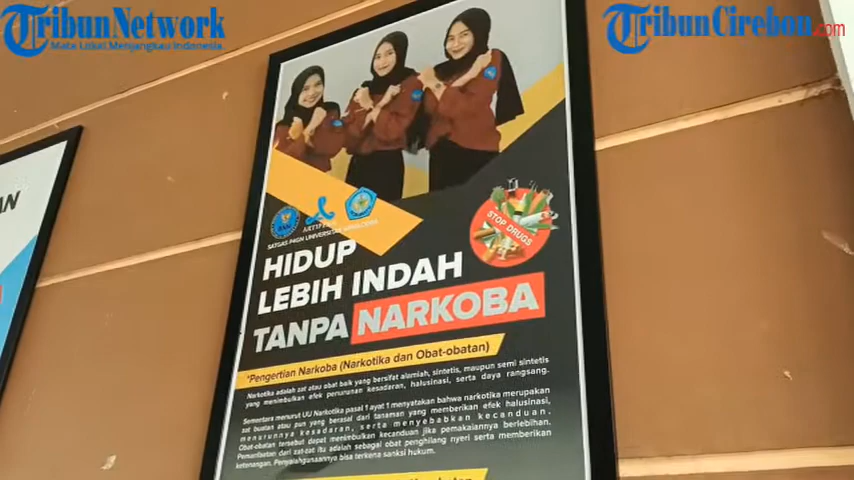 TribunNetwork
Mata Lokal Menjangkau Indonesia
TribunCirebon.com
AN
BNN
STOP DRUGS
SATGAS P4GN UNIVERSITAS
HIDUP
LEBIH INDAH
TANPA NARKOBA
*Pengertian Narkoba (Narkotika dan Obat-obatan)
Narkotika adalah zat atau obat baik yang bersifat alamiah, sintetis, maupun semi sintetis
yang menimbulkan efek penurunan kesadaran, halusinasi, serta daya rangsang.
Sementara menurut UU Narkotika pasal 1 ayat 1 menyatakan bahwa narkotika merupakan
zat buatan atau pun yang berasal dari tanaman yang memberikan efek halusinasi,
menurunnya kesadaran, serta menyebabkan kecanduan.
Obat-obatan tersebut dapat menimbulkan kecanduan jika pemakaiannya berlebihan.
Pemanfaatan dari zat-zat itu adalah sebagai obat penghilang nyeri serta memberikan
ketenangan. Penyalahgunaannya bisa terkena sanksi hukum.